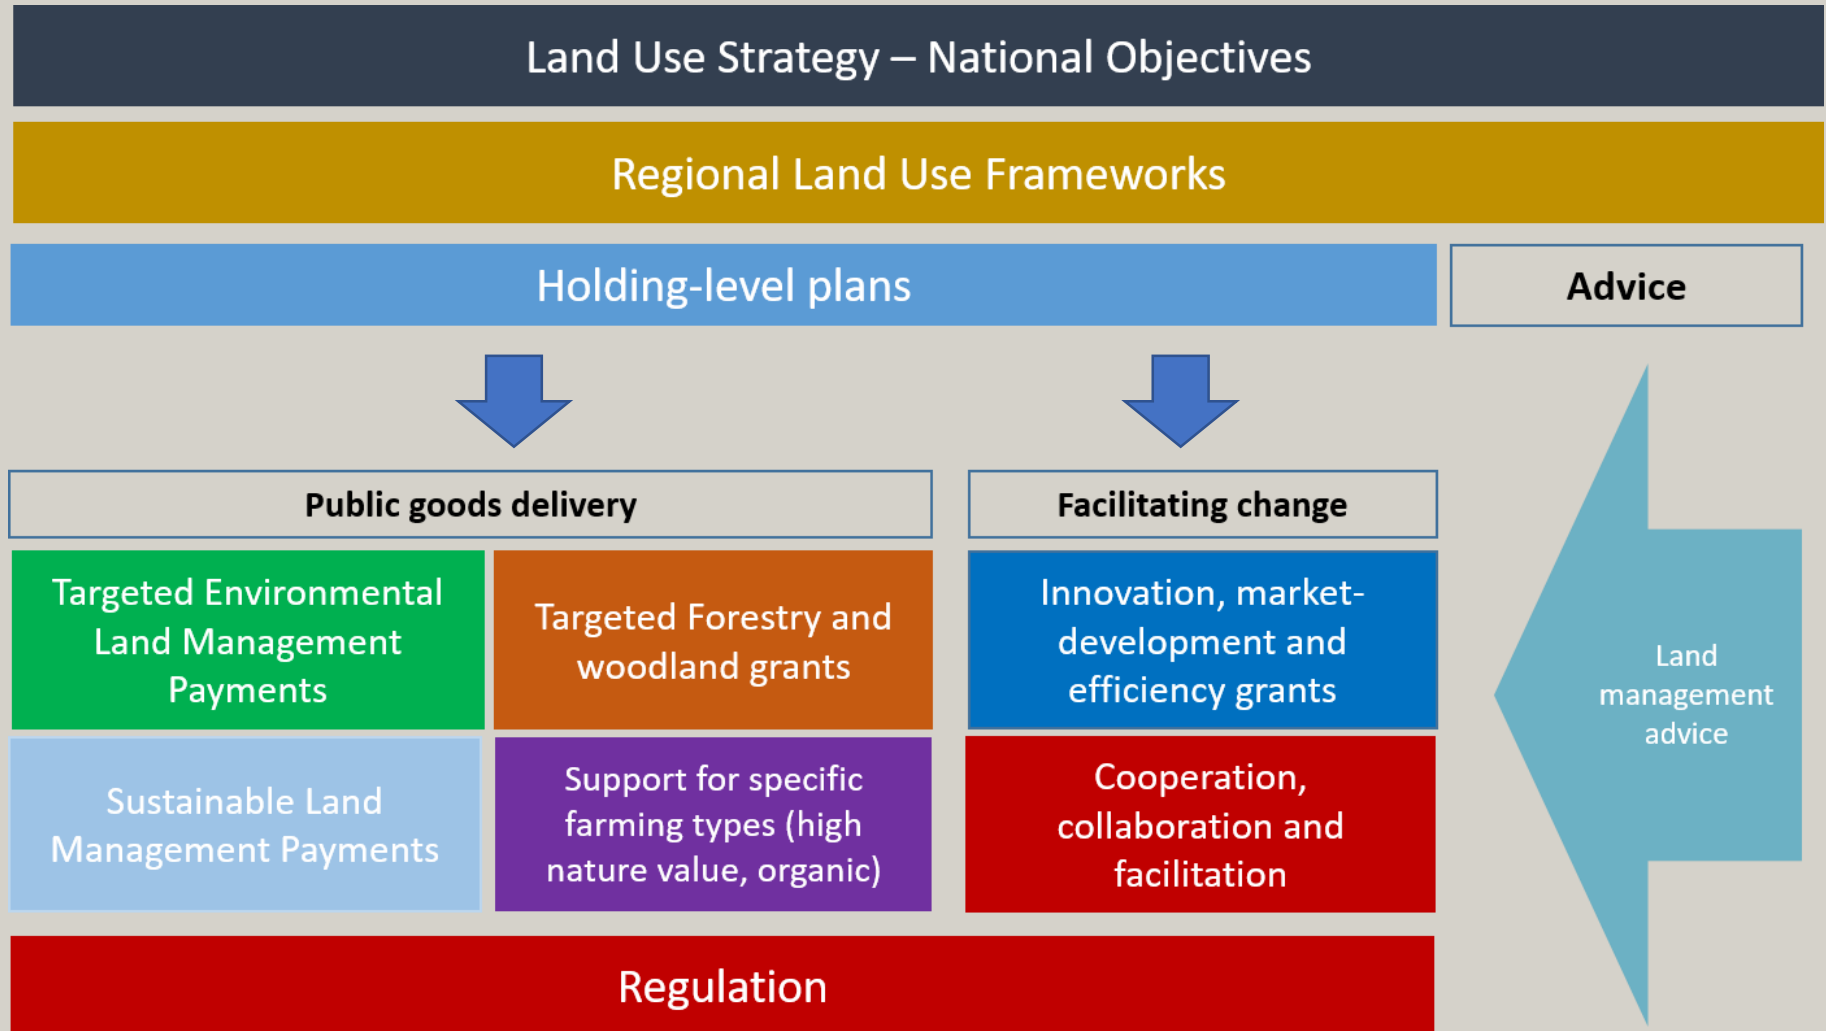 Land Use Strategy – National Objectives
Regional Land Use Frameworks
Holding-level plans
Advice
Public goods delivery
Facilitating change
Targeted Environmental
Land Management
Payments
Targeted Forestry and
woodland grants
Innovation, market-
development and
efficiency grants
Sustainable Land
Management Payments
Support for specific
farming types (high
nature value, organic)
Cooperation,
collaboration and
facilitation
Land
management
advice
Regulation